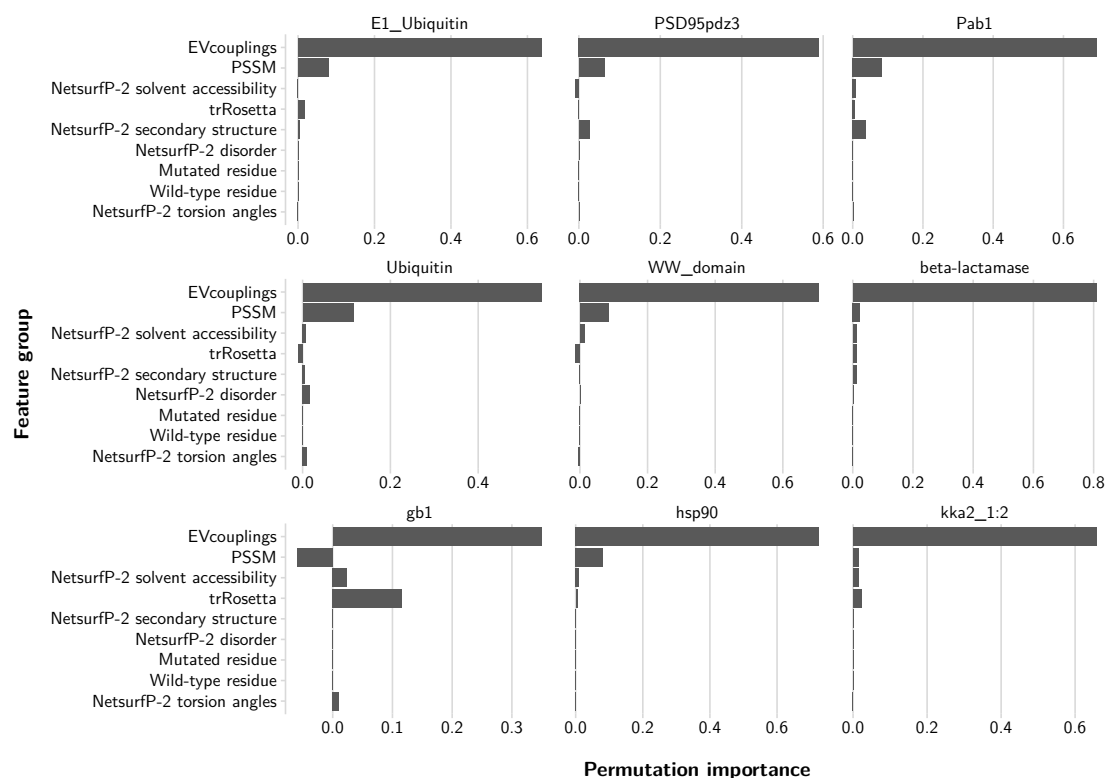 E1_Ubiquitin PSD95pdz3 Pab1
EVcouplings
PSSM
NetsurfP-2 solvent accessibility
trRosetta
NetsurfP-2 secondary structure
NetsurfP-2 disorder
Mutated residue
Wild-type residue
NetsurfP-2 torsion angles
0.0 0.2 0.4 0.6 0.0 0.2 0.4 0.6 0.0 0.2 0.4 0.6
Ubiquitin WW_domain beta-lactamase
EVcouplings
PSSM
NetsurfP-2 solvent accessibility
trRosetta
NetsurfP-2 secondary structure
NetsurfP-2 disorder
Mutated residue
Wild-type residue
NetsurfP-2 torsion angles
0.0 0.2 0.4 0.0 0.2 0.4 0.6 0.0 0.2 0.4 0.6 0.8
Feature group
gb1 hsp90 kka2_1:2
EVcouplings
PSSM
NetsurfP-2 solvent accessibility
trRosetta
NetsurfP-2 secondary structure
NetsurfP-2 disorder
Mutated residue
Wild-type residue
NetsurfP-2 torsion angles
0.0 0.1 0.2 0.3 0.0 0.2 0.4 0.6 0.0 0.2 0.4 0.6
Permutation importance